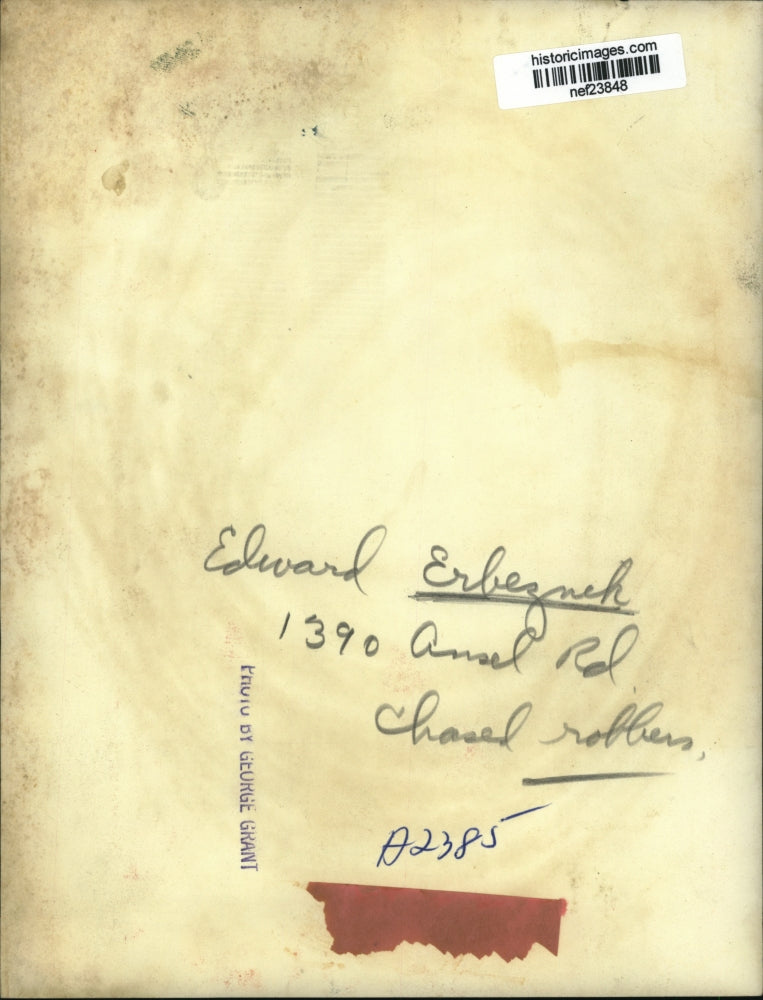 historicimages.com
nef23848
Edward Erbeznek
1390 Ansel Rd.
Chased robbers,
PHOTO BY GEORGE GRANT
A2385